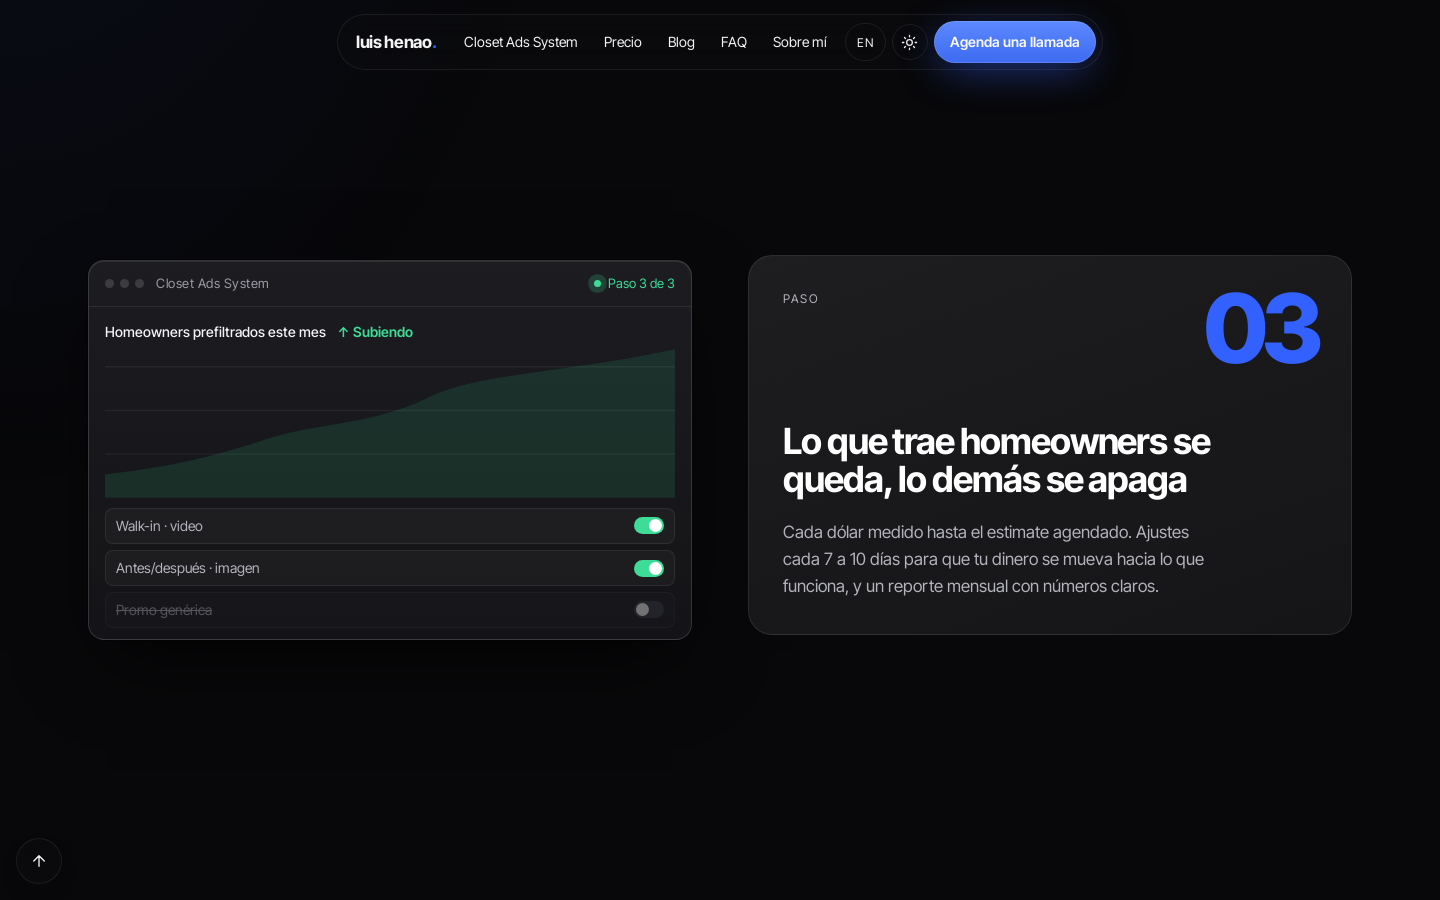 luis henao.
Closet Ads System
Precio
Blog
FAQ
Sobre mí
EN
Agenda una llamada
Closet Ads System
Paso 3 de 3
Homeowners prefiltrados este mes
↑ Subiendo
Walk-in · video
Antes/después · imagen
Promo genérica
PASO
03
Lo que trae homeowners se
queda, lo demás se apaga
Cada dólar medido hasta el estimate agendado. Ajustes
cada 7 a 10 días para que tu dinero se mueva hacia lo que
funciona, y un reporte mensual con números claros.